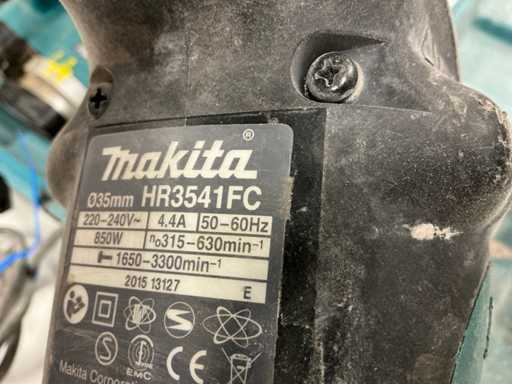 makita®
Ø35mm HR3541FC
220-240V~ 4.4A 50-60Hz
850W n₀315-630min⁻¹
1650-3300min⁻¹
2015 13127 E
S
S
EMC CE
Makita Corporation